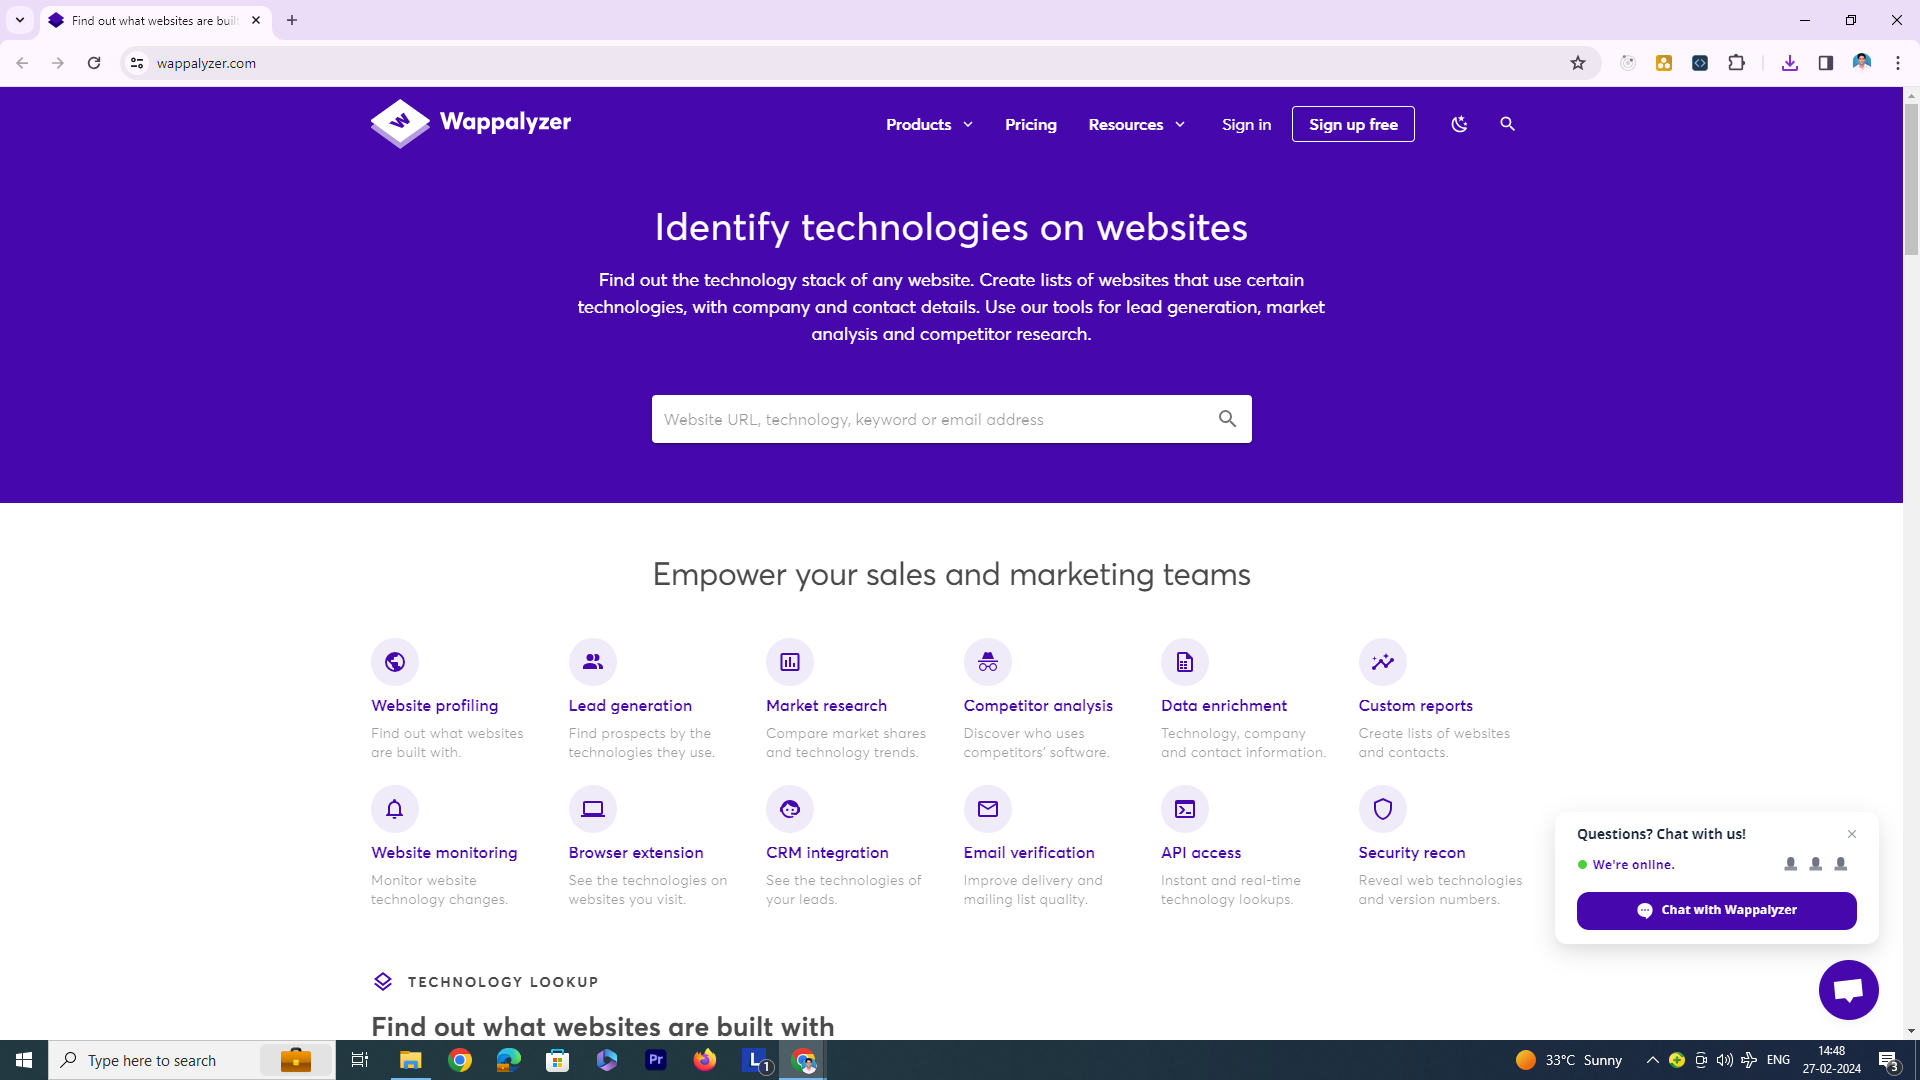 Find out what websites are buil
wappalyzer.com
Wappalyzer
Products
Pricing
Resources
Sign in
Sign up free
Identify technologies on websites
Find out the technology stack of any website. Create lists of websites that use certain
technologies, with company and contact details. Use our tools for lead generation, market
analysis and competitor research.
Website URL, technology, keyword or email address
Empower your sales and marketing teams
Website profiling
Find out what websites
are built with.
Lead generation
Find prospects by the
technologies they use.
Market research
Compare market shares
and technology trends.
Competitor analysis
Discover who uses
competitors' software.
Data enrichment
Technology, company
and contact information.
Custom reports
Create lists of websites
and contacts.
Website monitoring
Monitor website
technology changes.
Browser extension
See the technologies on
websites you visit.
CRM integration
See the technologies of
your leads.
Email verification
Improve delivery and
mailing list quality.
API access
Instant and real-time
technology lookups.
Security recon
Reveal web technologies
and version numbers.
Questions? Chat with us!
We're online.
Chat with Wappalyzer
TECHNOLOGY LOOKUP
Find out what websites are built with
Type here to search
Pr
L
1
33°C Sunny
ENG
14:48
27-02-2024
3